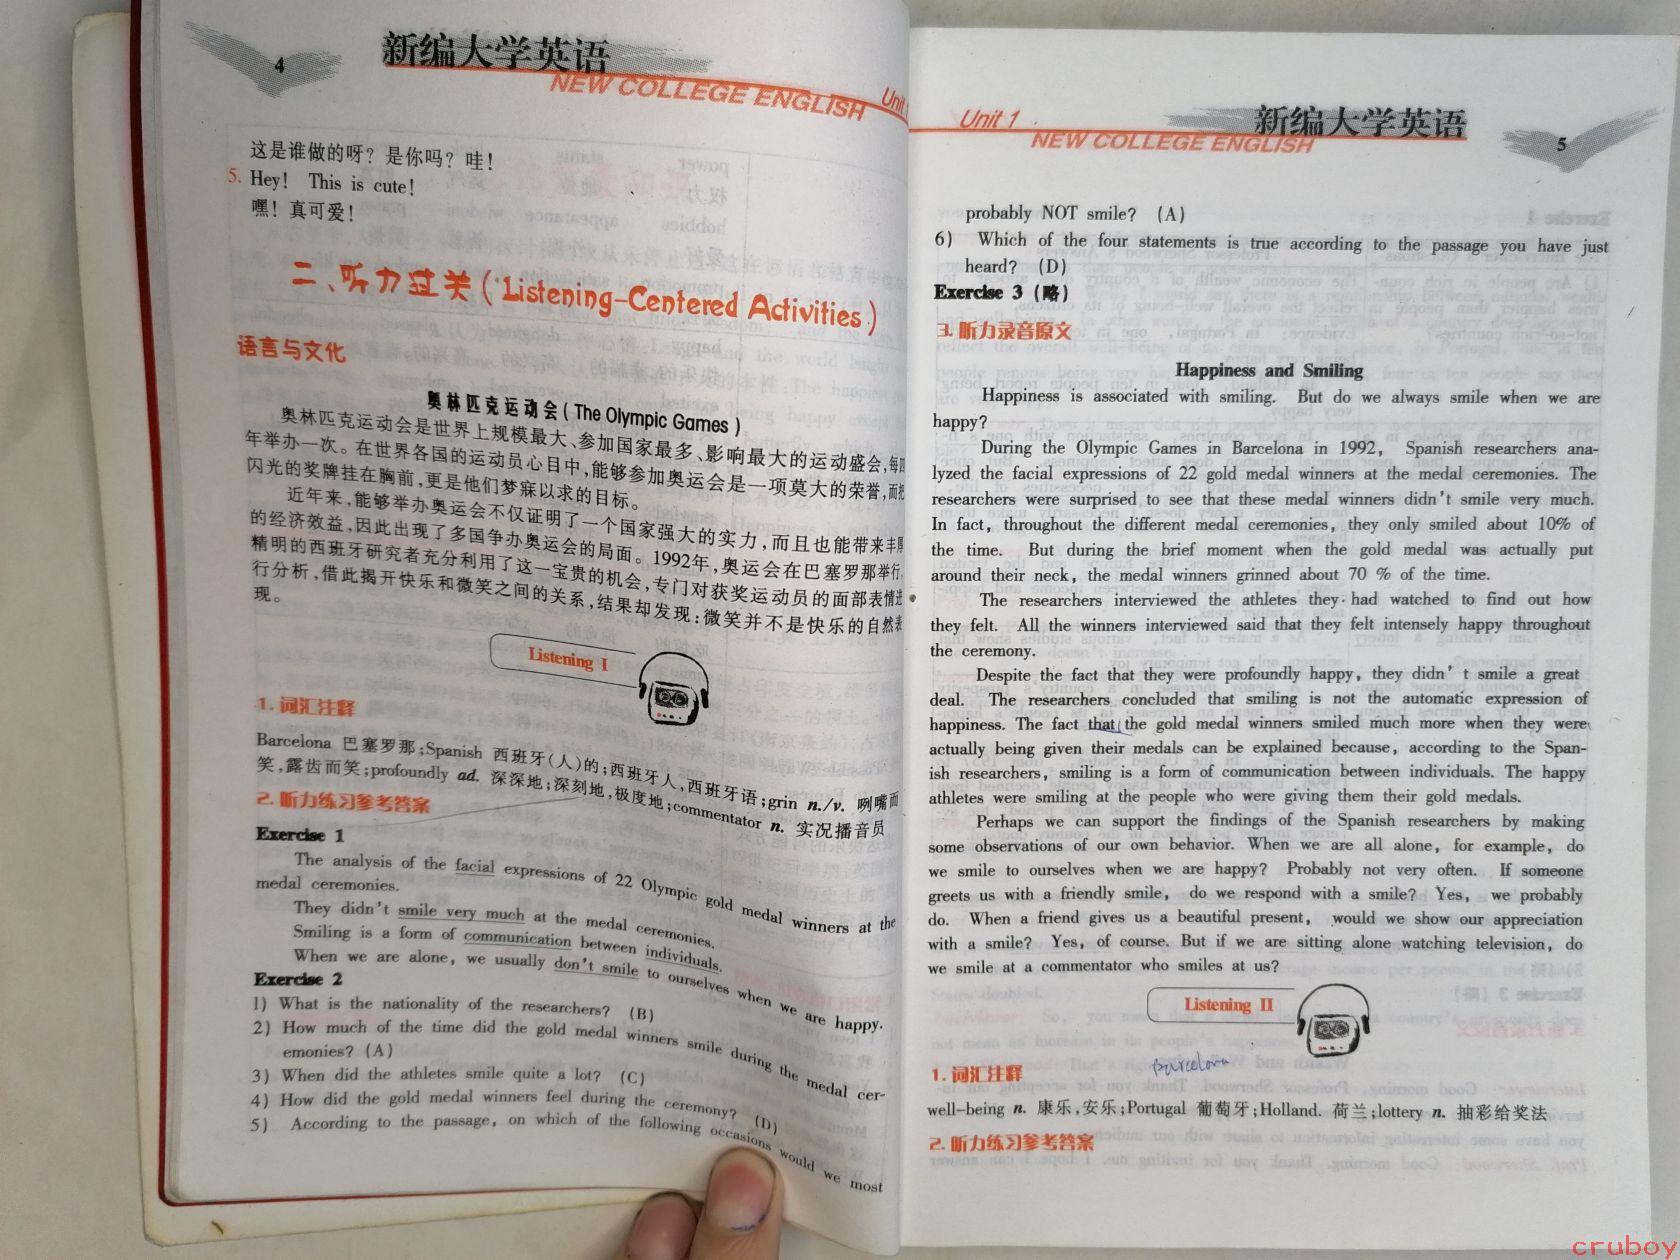 4
新编大学英语
NEW COLLEGE ENGLISH
Unit
这是谁做的呀？是你吗？哇！
5. Hey! This is cute!
嘿！真可爱！
二、听力过关(Listening-Centered Activities)
语言与文化
奥林匹克运动会(The Olympic Games)
奥林匹克运动会是世界上规模最大、参加国家最多、影响最大的运动盛会,每四
年举办一次。在世界各国的运动员心目中,能够参加奥运会是一项莫大的荣誉,而把
闪光的奖牌挂在胸前,更是他们梦寐以求的目标。
近年来,能够举办奥运会不仅证明了一个国家强大的实力,而且也能带来丰厚
的经济效益,因此出现了多国争办奥运会的局面。1992年,奥运会在巴塞罗那举行,
精明的西班牙研究者充分利用了这一宝贵的机会,专门对获奖运动员的面部表情进
行分析,借此揭开快乐和微笑之间的关系,结果却发现:微笑并不是快乐的自然表
现。
Listening I
1. 词汇注释
Barcelona 巴塞罗那;Spanish 西班牙(人)的;西班牙人,西班牙语;grin n./v. 咧嘴而
笑,露齿而笑;profoundly ad. 深深地;深刻地,极度地;commentator n. 实况播音员
2. 听力练习参考答案
Exercise 1
The analysis of the facial expressions of 22 Olympic gold medal winners at the
medal ceremonies.
They didn't smile very much at the medal ceremonies.
Smiling is a form of communication between individuals.
When we are alone, we usually don't smile to ourselves when we are happy.
Exercise 2
1) What is the nationality of the researchers? (B)
2) How much of the time did the gold medal winners smile during the medal cer-
emonies? (A)
3) When did the athletes smile quite a lot? (C)
4) How did the gold medal winners feel during the ceremony? (D)
5) According to the passage, on which of the following occasions would we most
Unit 1
新编大学英语
NEW COLLEGE ENGLISH
5
probably NOT smile? (A)
6) Which of the four statements is true according to the passage you have just
heard? (D)
Exercise 3 (略)
3. 听力录音原文
Happiness and Smiling
Happiness is associated with smiling. But do we always smile when we are
happy?
During the Olympic Games in Barcelona in 1992, Spanish researchers ana-
lyzed the facial expressions of 22 gold medal winners at the medal ceremonies. The
researchers were surprised to see that these medal winners didn't smile very much.
In fact, throughout the different medal ceremonies, they only smiled about 10% of
the time. But during the brief moment when the gold medal was actually put
around their neck, the medal winners grinned about 70 % of the time.
The researchers interviewed the athletes they had watched to find out how
they felt. All the winners interviewed said that they felt intensely happy throughout
the ceremony.
Despite the fact that they were profoundly happy, they didn't smile a great
deal. The researchers concluded that smiling is not the automatic expression of
happiness. The fact that the gold medal winners smiled much more when they were
actually being given their medals can be explained because, according to the Span-
ish researchers, smiling is a form of communication between individuals. The happy
athletes were smiling at the people who were giving them their gold medals.
Perhaps we can support the findings of the Spanish researchers by making
some observations of our own behavior. When we are all alone, for example, do
we smile to ourselves when we are happy? Probably not very often. If someone
greets us with a friendly smile, do we respond with a smile? Yes, we probably
do. When a friend gives us a beautiful present, would we show our appreciation
with a smile? Yes, of course. But if we are sitting alone watching television, do
we smile at a commentator who smiles at us?
Listening II
Barcelona
1. 词汇注释
well-being n. 康乐,安乐;Portugal 葡萄牙;Holland. 荷兰;lottery n. 抽彩给奖法
2. 听力练习参考答案
cruboy